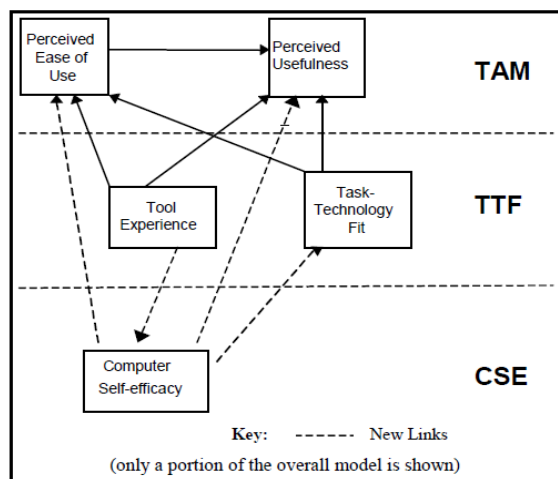 Perceived
Ease of
Use
Perceived
Usefulness
TAM
Tool
Experience
Task-
Technology
Fit
TTF
Computer
Self-efficacy
CSE
Key: New Links
(only a portion of the overall model is shown)